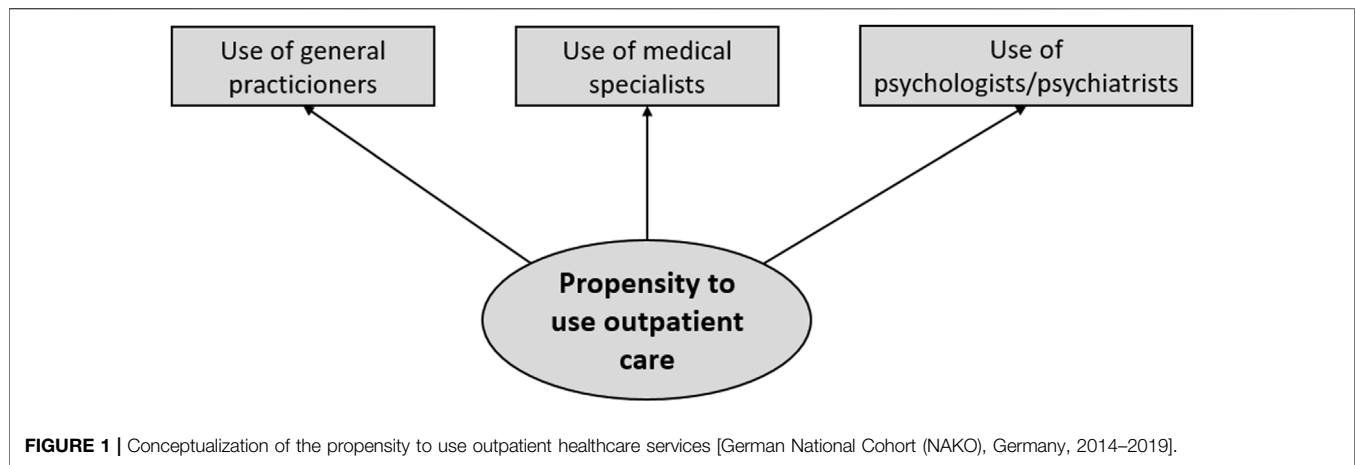 Use of general
practicioners
Use of medical
specialists
Use of
psychologists/psychiatrists
Propensity to
use outpatient
care
FIGURE 1 | Conceptualization of the propensity to use outpatient healthcare services [German National Cohort (NAKO), Germany, 2014–2019].